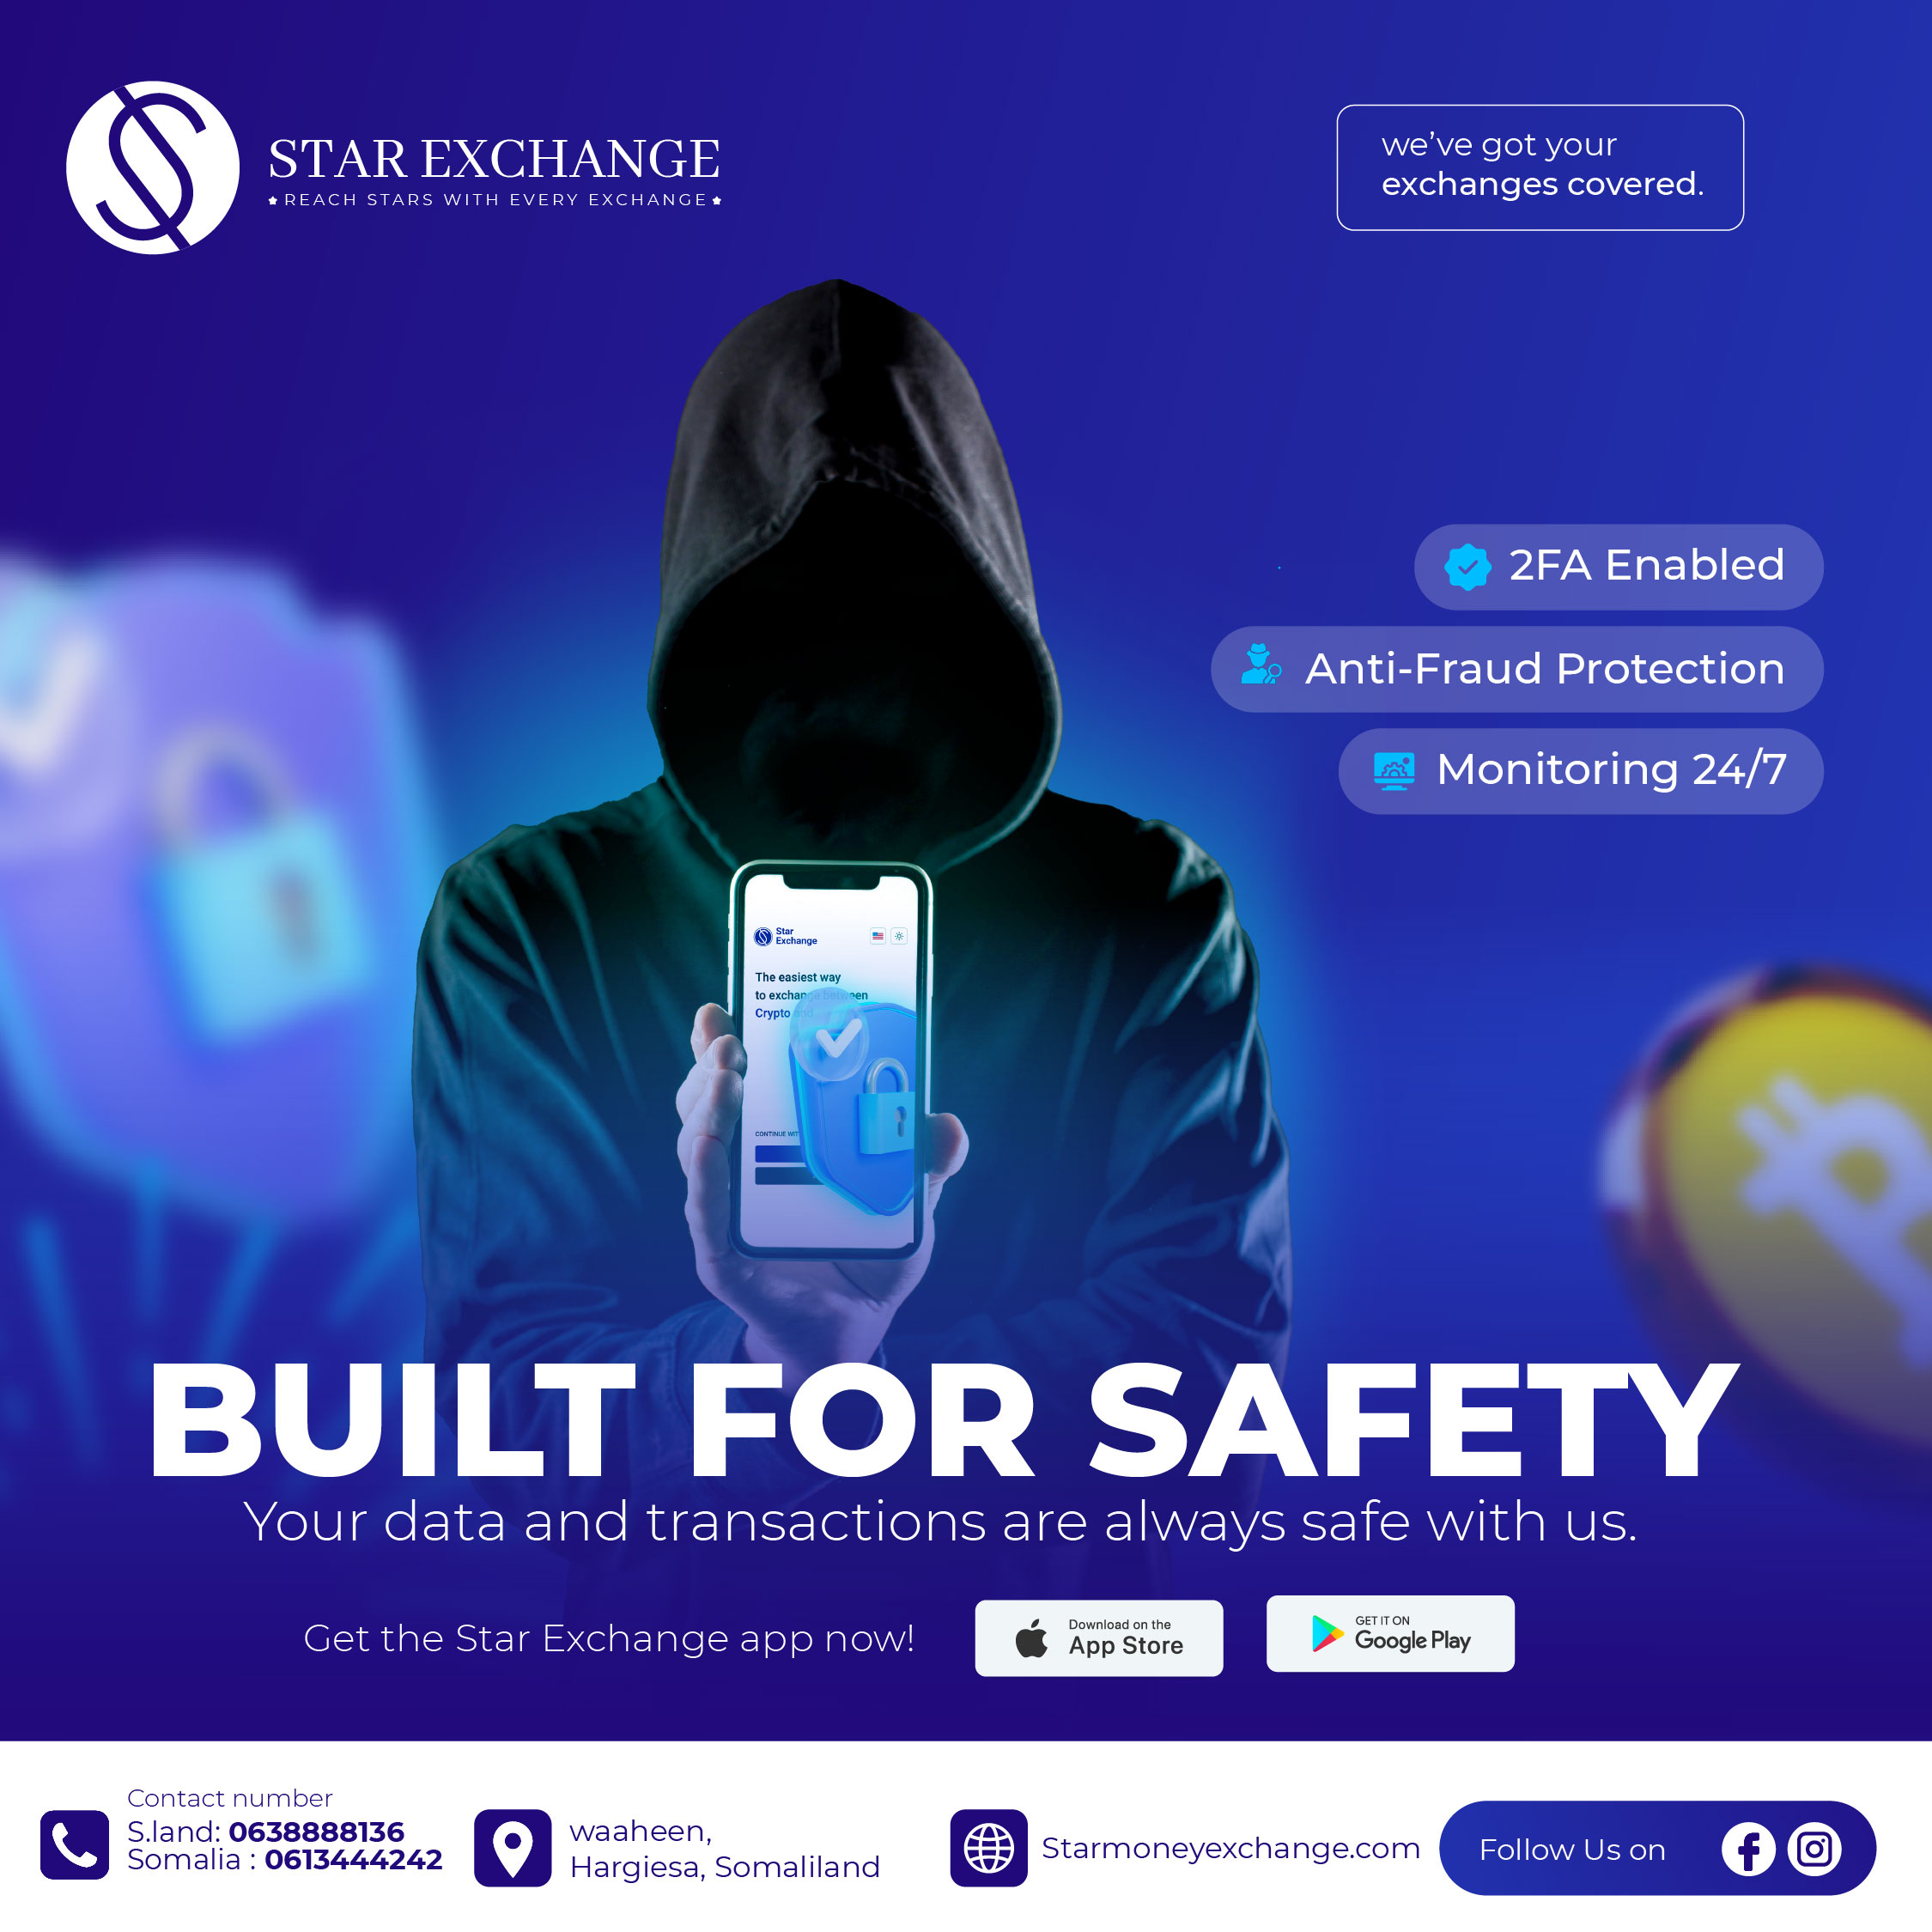 STAR EXCHANGE
REACH STARS WITH EVERY EXCHANGE
we've got your
exchanges covered.
2FA Enabled
Anti-Fraud Protection
Monitoring 24/7
Star
Exchange
The easiest way
to exchange between
Crypto and
CONTINUE WIT
BUILT FOR SAFETY
Your data and transactions are always safe with us.
Get the Star Exchange app now!
Download on the
App Store
GET IT ON
Google Play
Contact number
S.land: 0638888136
Somalia : 0613444242
waaheen,
Hargiesa, Somaliland
Starmoneyexchange.com
Follow Us on